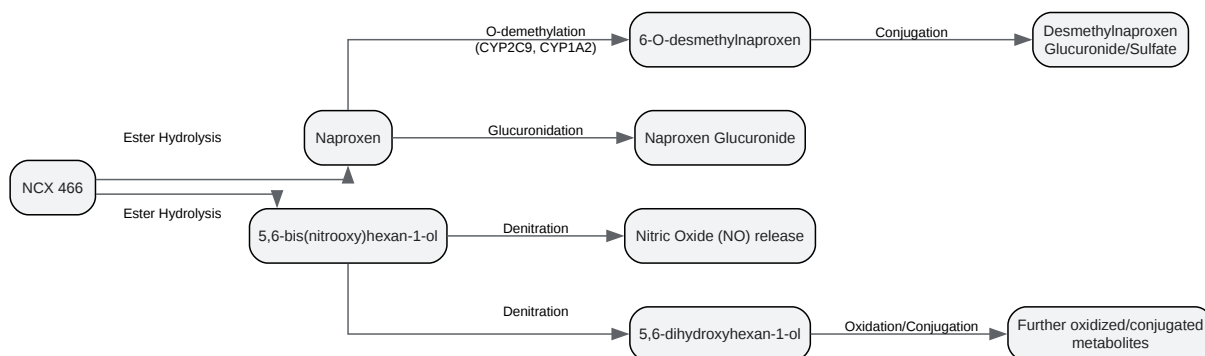 O-demethylation
(CYP2C9, CYP1A2)
6-O-desmethylnaproxen
Conjugation
Desmethylnaproxen
Glucuronide/Sulfate
Ester Hydrolysis
Naproxen
Glucuronidation
Naproxen Glucuronide
NCX 466
Ester Hydrolysis
5,6-bis(nitrooxy)hexan-1-ol
Denitration
Nitric Oxide (NO) release
Denitration
5,6-dihydroxyhexan-1-ol
Oxidation/Conjugation
Further oxidized/conjugated
metabolites